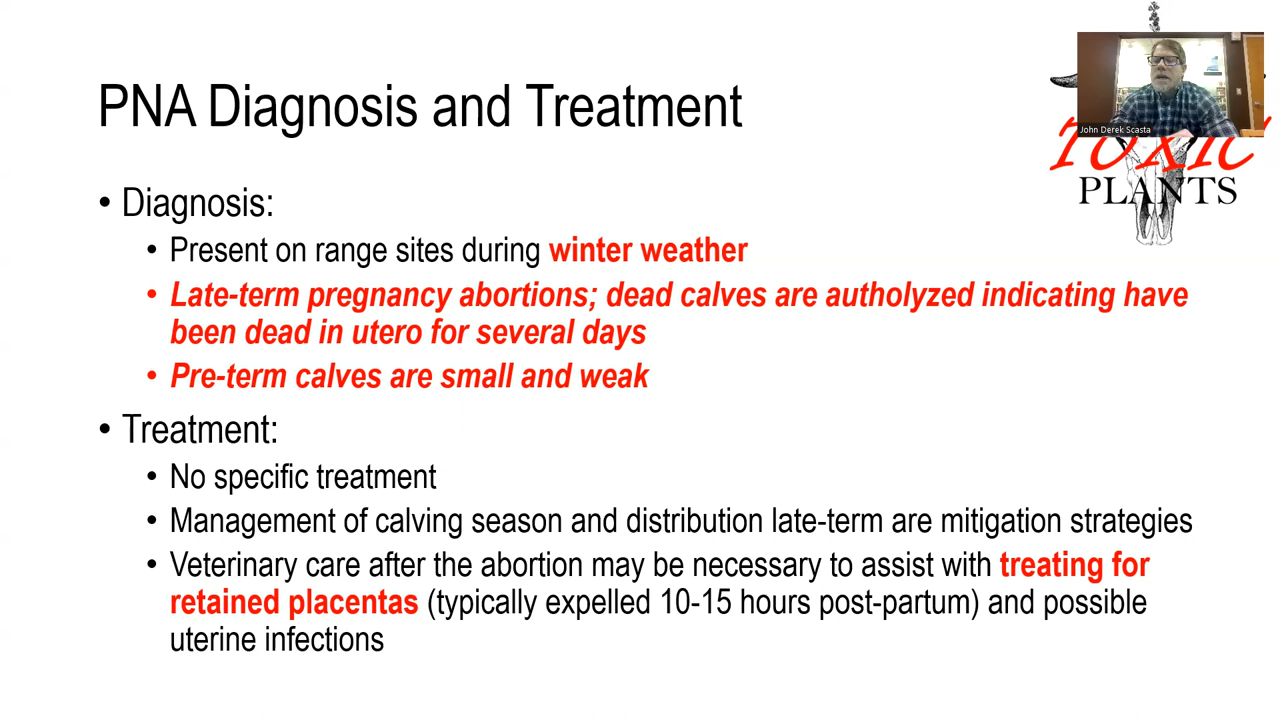 PNA Diagnosis and Treatment
John Derek Scasta
TOXIC
PLANTS
• Diagnosis:
• Present on range sites during winter weather
• Late-term pregnancy abortions; dead calves are autholyzed indicating have
been dead in utero for several days
• Pre-term calves are small and weak
• Treatment:
• No specific treatment
• Management of calving season and distribution late-term are mitigation strategies
• Veterinary care after the abortion may be necessary to assist with treating for
retained placentas (typically expelled 10-15 hours post-partum) and possible
uterine infections